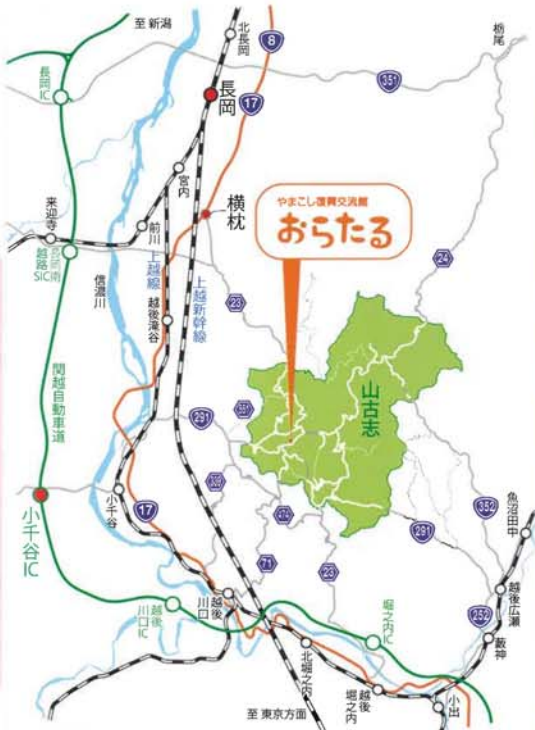 至 新潟
北長岡
8
栃尾
351
長岡IC
長岡
17
宮内
やまこし復興交流館
おらたる
横枕
来迎寺
前川
24
越路
SIC
信濃川
上越線
上越新幹線
23
越後滝谷
関越自動車道
山古志
291
小千谷
17
352
魚沼田中
小千谷IC
291
71
23
越後
川口
越後
川口IC
堀之内IC
越後広瀬
252
藪神
北堀之内
越後
堀之内
小出
至 東京方面